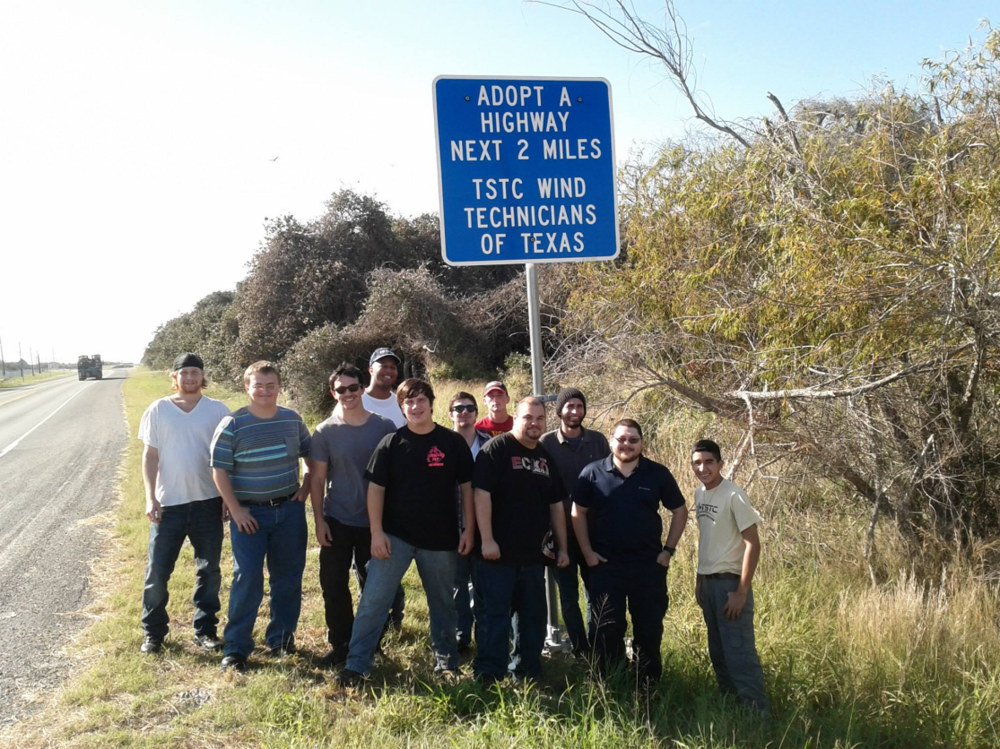 ADOPT A
HIGHWAY
NEXT 2 MILES
TSTC WIND
TECHNICIANS
OF TEXAS
TSTC